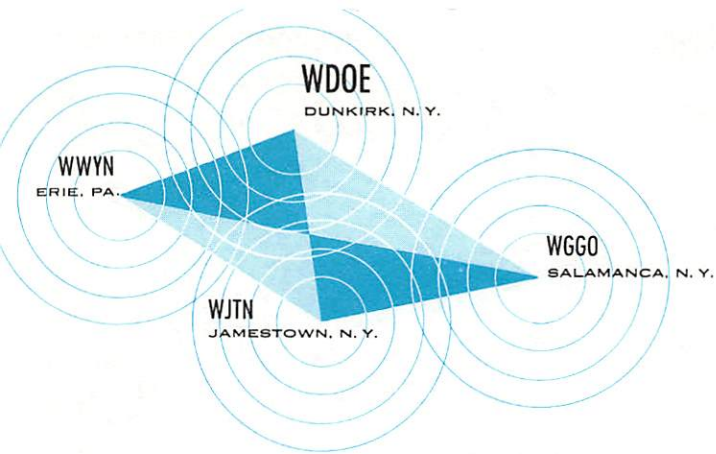 WDOE
DUNKIRK, N. Y.
WWYN
ERIE, PA.
WGGO
SALAMANCA, N. Y.
WJTN
JAMESTOWN, N. Y.